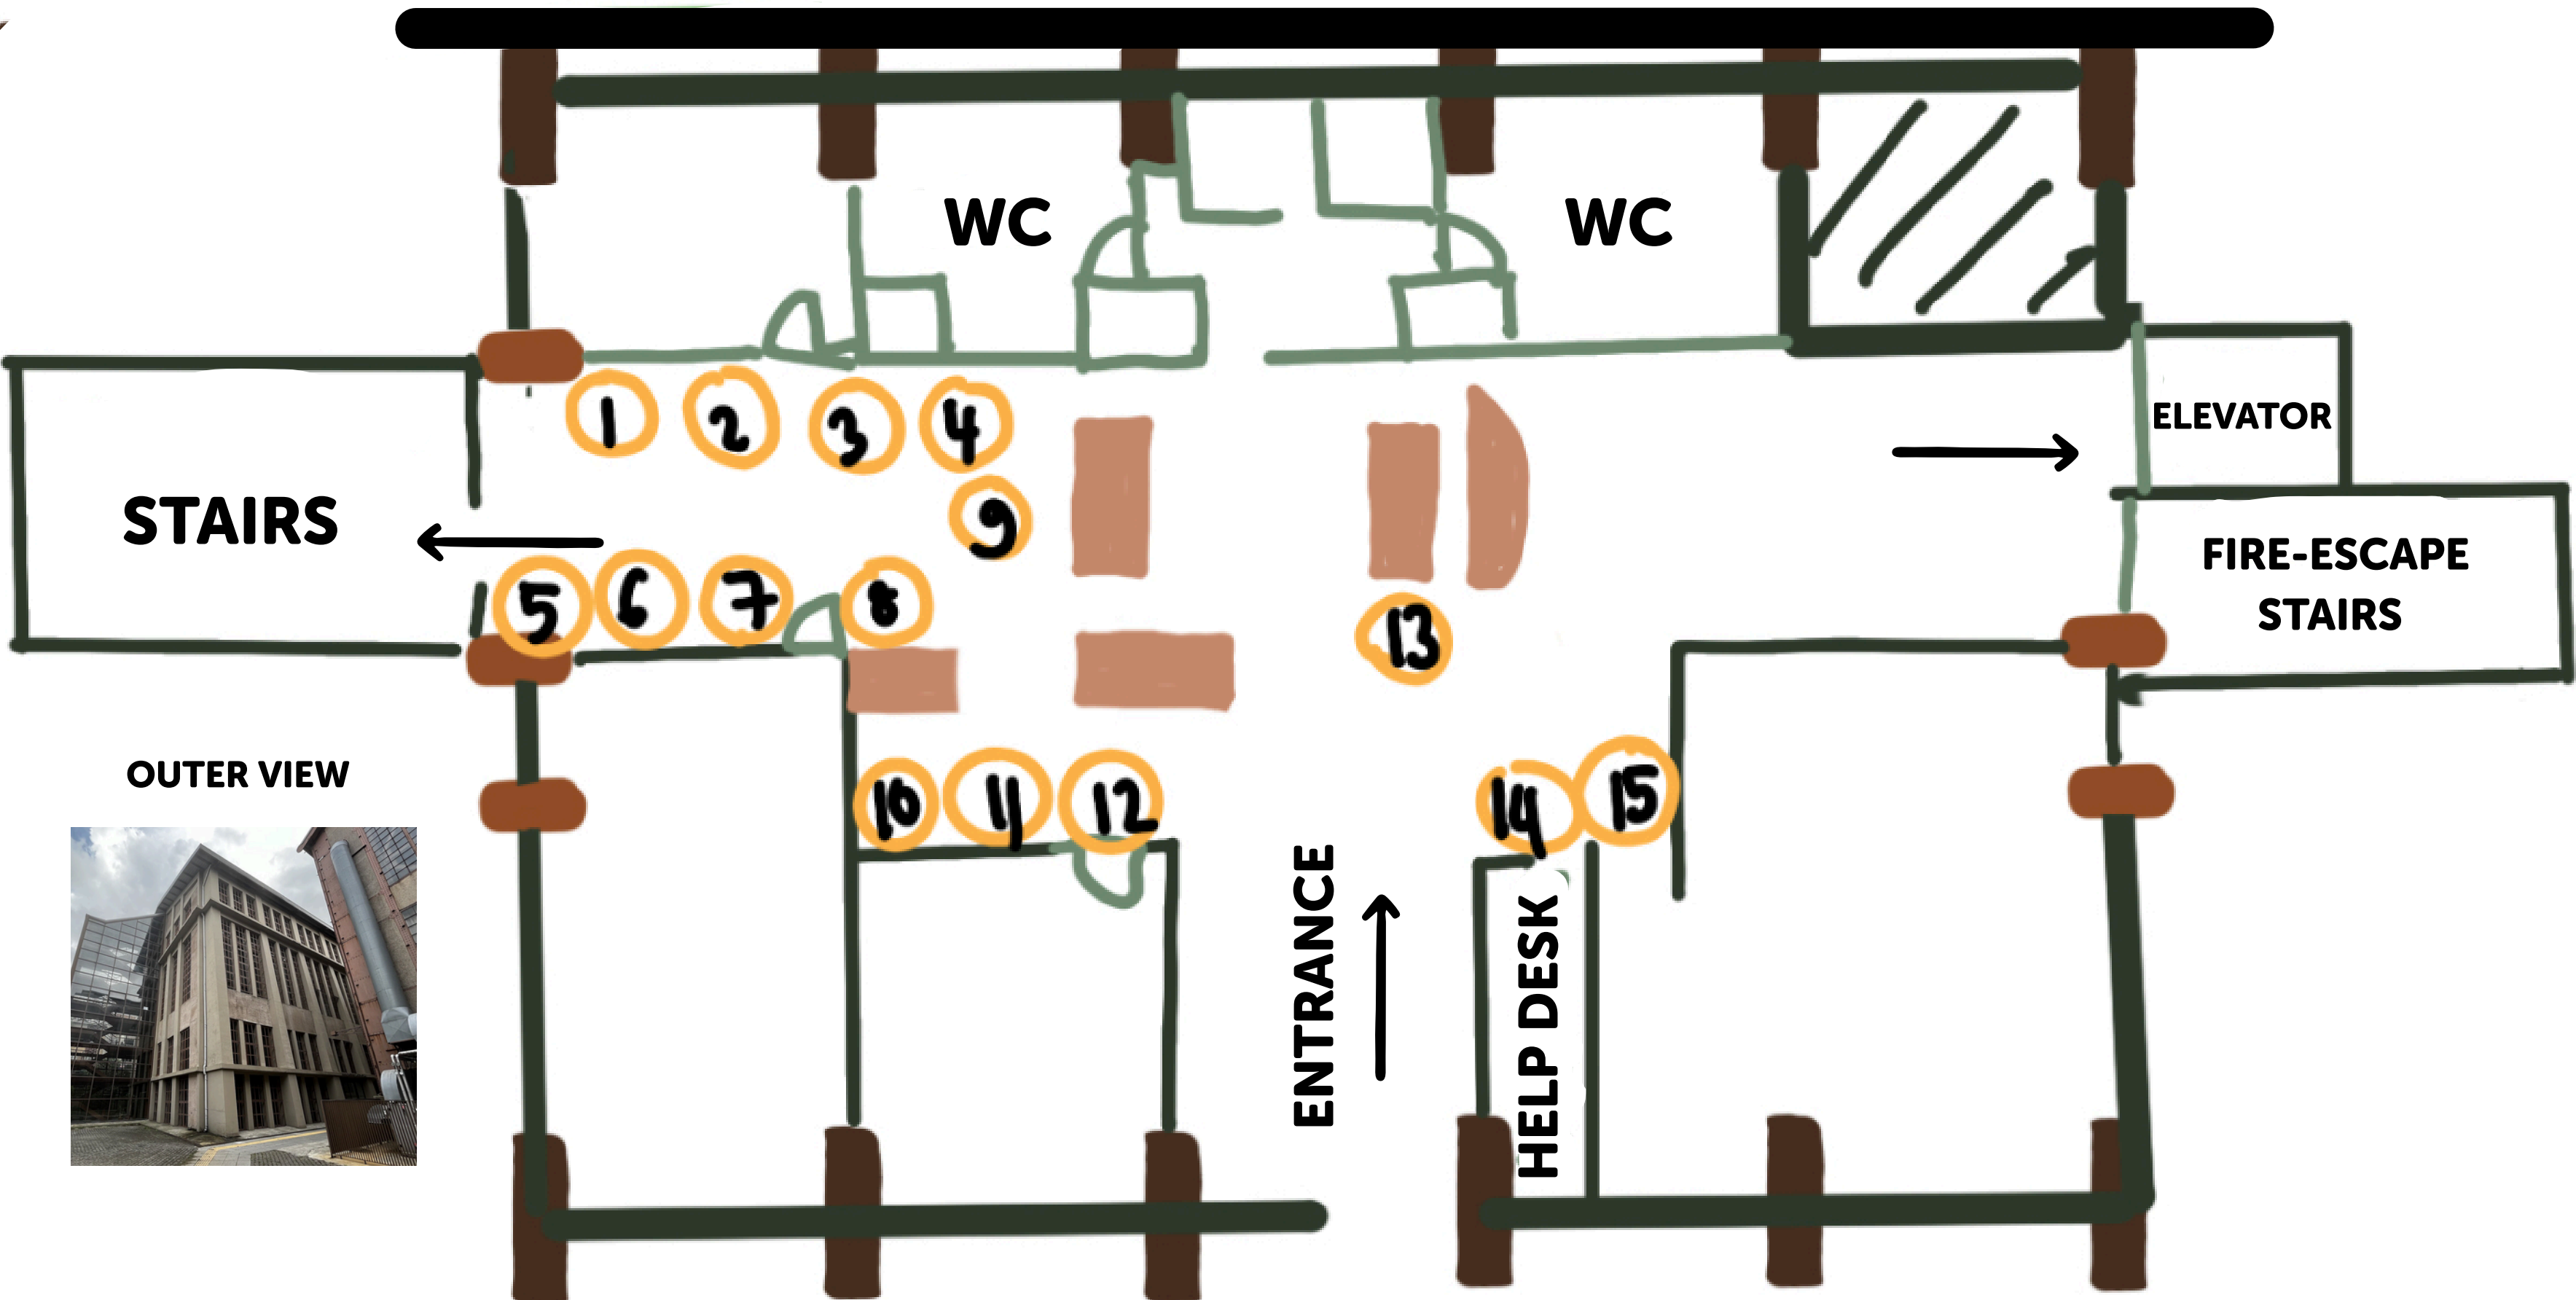 WC
WC
1
2
3
4
ELEVATOR
9
STAIRS
FIRE-ESCAPE
STAIRS
5
6
7
8
13
OUTER VIEW
10
11
12
14
15
ENTRANCE
HELP DESK